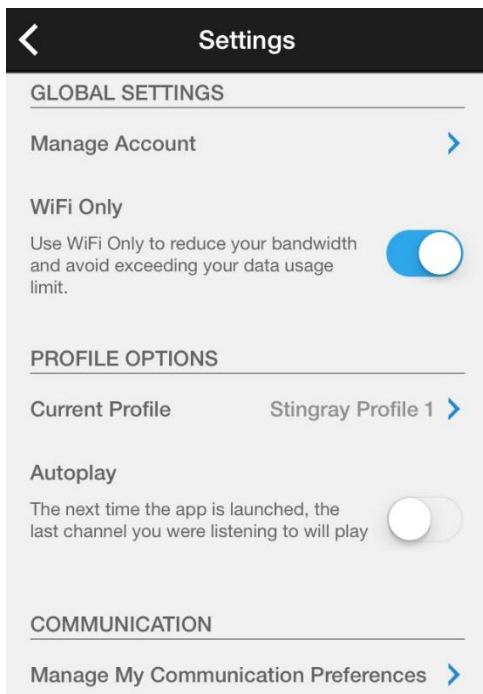 Settings
GLOBAL SETTINGS
Manage Account
WiFi Only
Use WiFi Only to reduce your bandwidth
and avoid exceeding your data usage
limit.
PROFILE OPTIONS
Current Profile Stingray Profile 1
Autoplay
The next time the app is launched, the
last channel you were listening to will play
COMMUNICATION
Manage My Communication Preferences